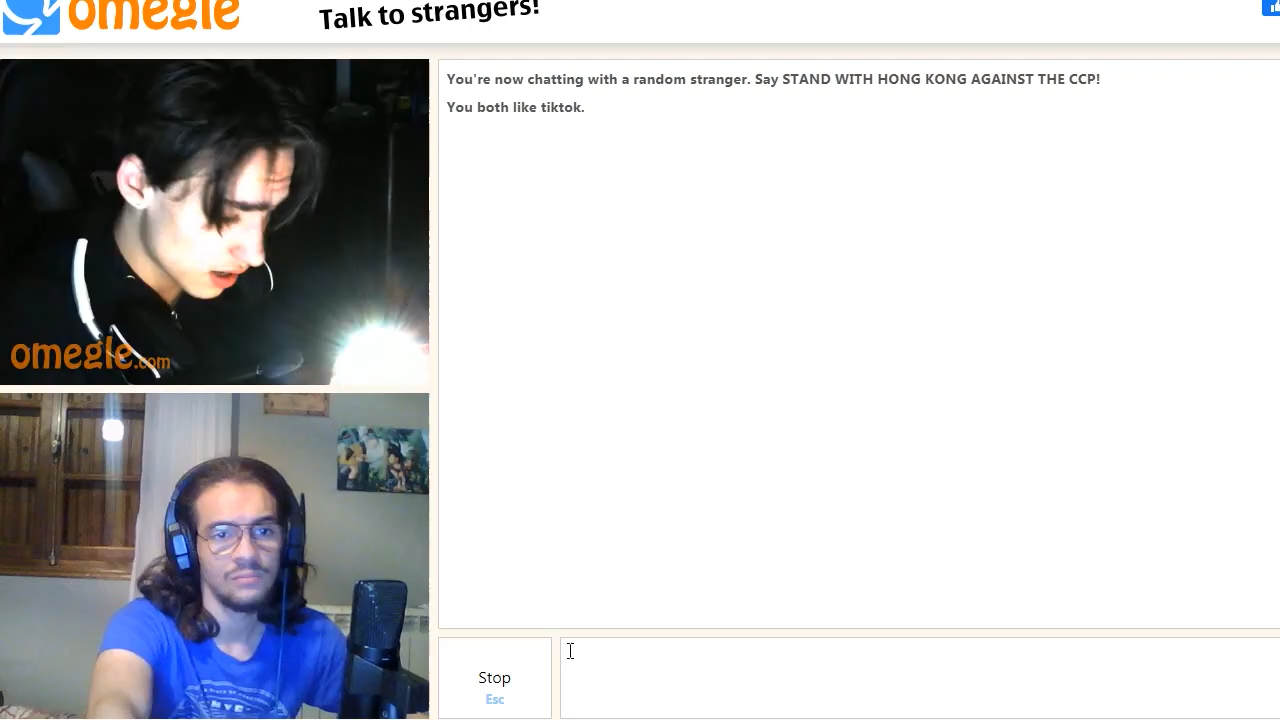 omegle
Talk to strangers!
You're now chatting with a random stranger. Say STAND WITH HONG KONG AGAINST THE CCP!
You both like tiktok.
omegle.com
Stop
Esc